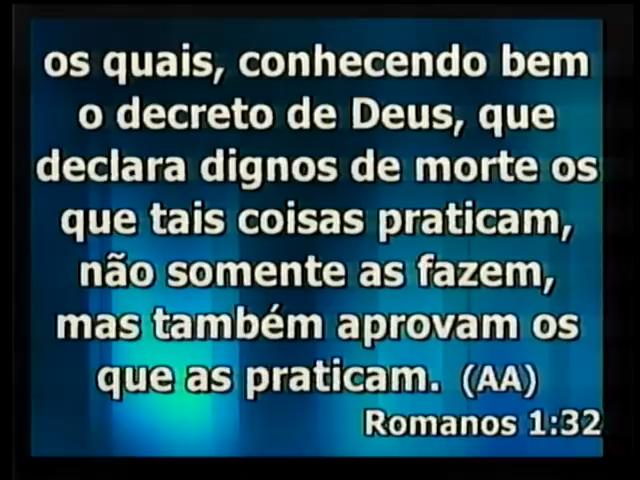 os quais, conhecendo bem
o decreto de Deus, que
declara dignos de morte os
que tais coisas praticam,
não somente as fazem,
mas também aprovam os
que as praticam. (AA)
Romanos 1:32